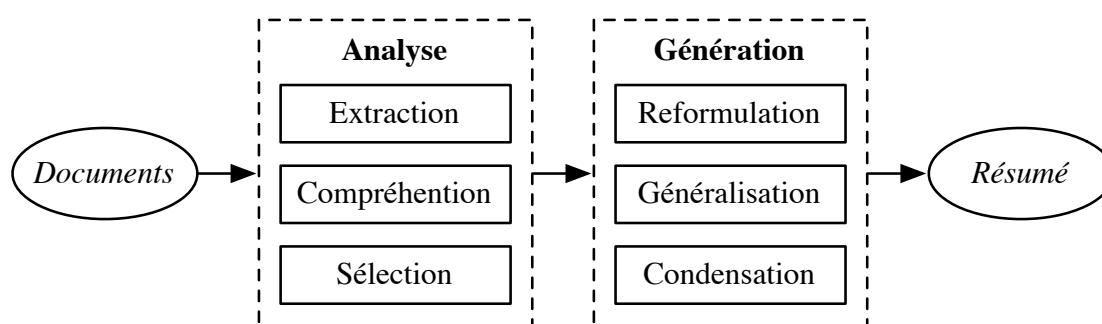 Documents
Analyse
Extraction
Compréhention
Sélection
Génération
Reformulation
Généralisation
Condensation
Résumé